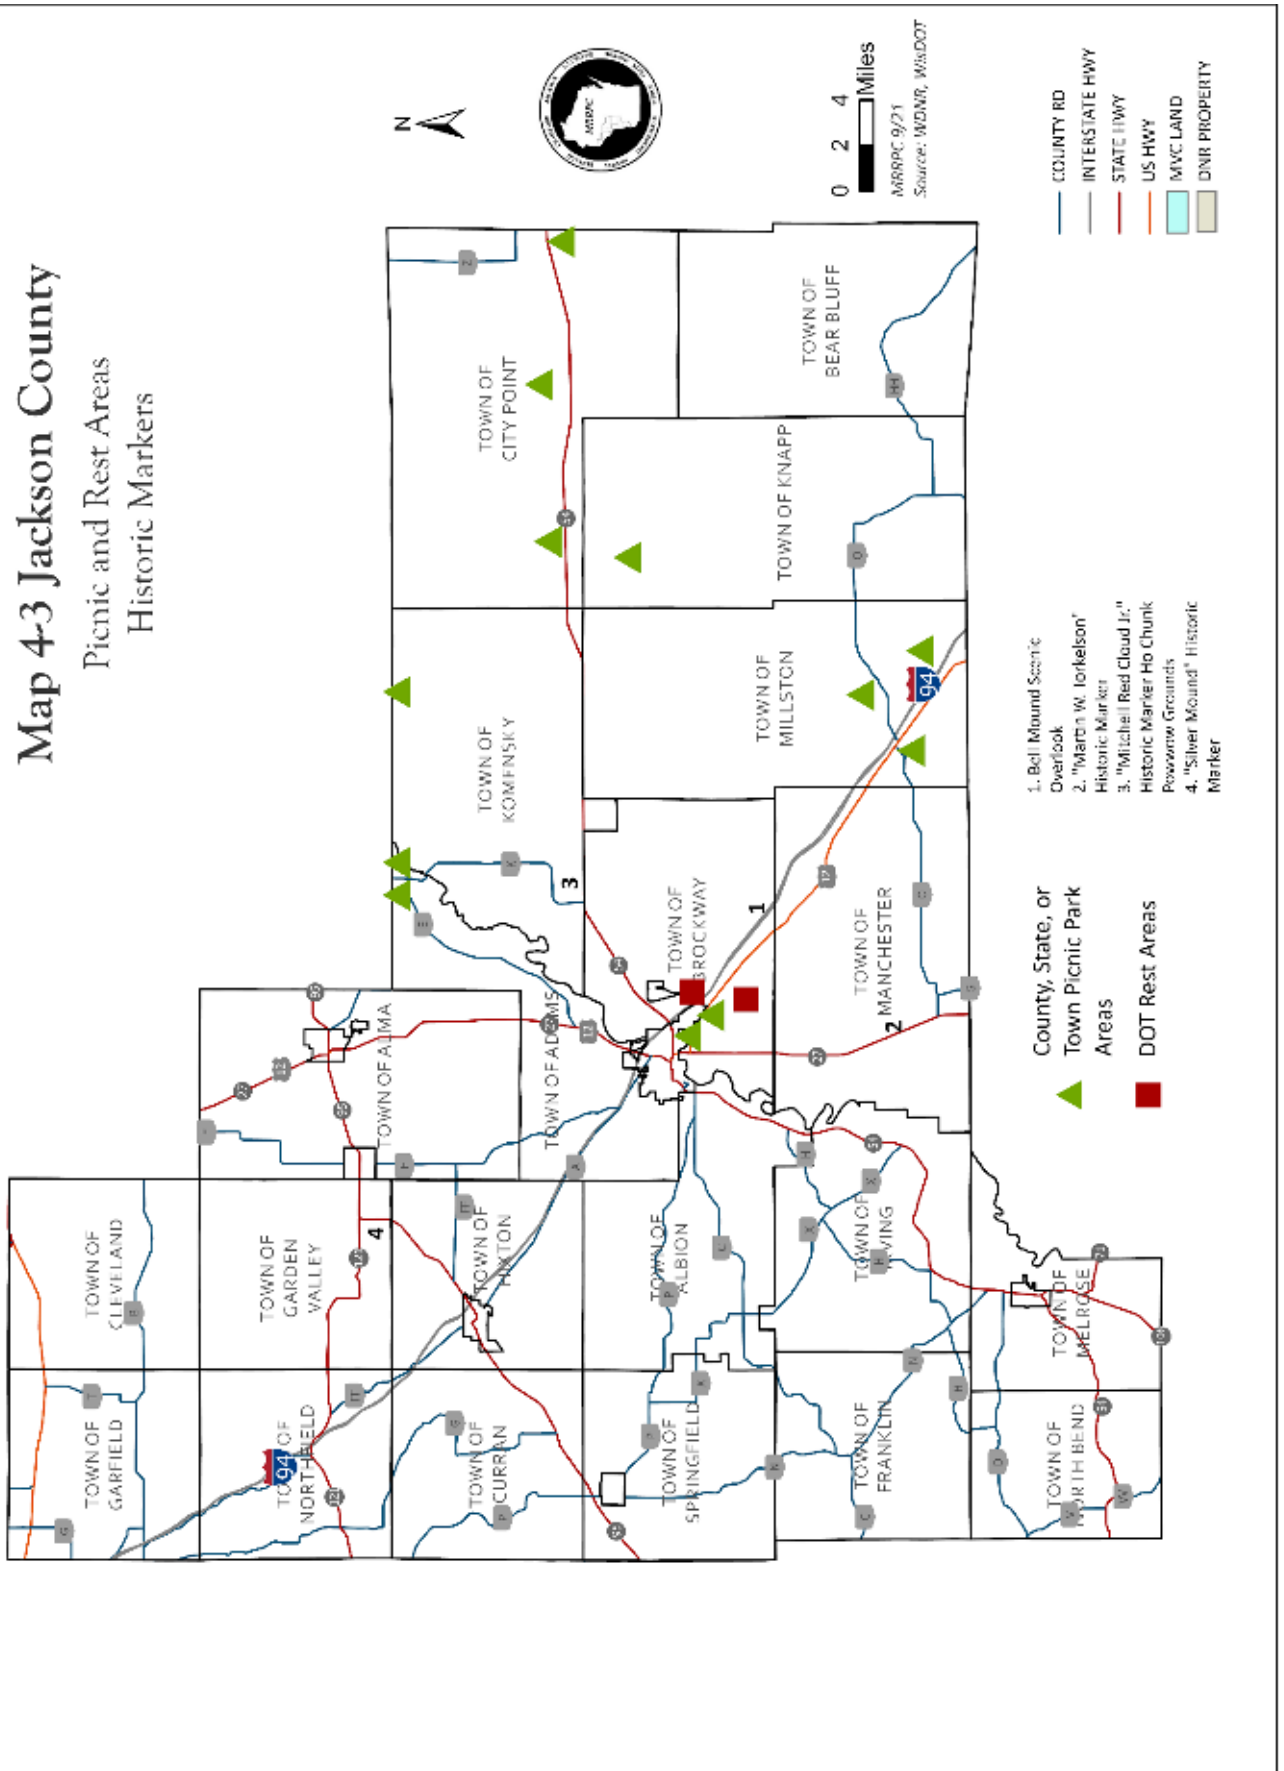 Map 4-3 Jackson County
Picnic and Rest Areas
Historic Markers
N
MRRPC
0 2 4
Miles
MRRPC 9/21
Source: WDNR, WisDOT
COUNTY RD
INTERSTATE HWY
STATE HWY
US HWY
MVC LAND
DNR PROPERTY
TOWN OF
CLEVELAND
TOWN OF
GARFIELD
TOWN OF
GARDEN
VALLEY
TOWN OF
NORTHFIELD
94
TOWN OF ALMA
TOWN OF ADAMS
TOWN OF
HIXTON
TOWN OF
CURRAN
TOWN OF
ALBION
TOWN OF
SPRINGFIELD
TOWN OF
IRVING
TOWN OF
FRANKLIN
TOWN OF
MELROSE
TOWN OF
NORTH BEND
TOWN OF
KOMENSKY
TOWN OF
CITY POINT
TOWN OF
BROCKWAY
TOWN OF
MILLSTON
TOWN OF KNAPP
TOWN OF
BEAR BLUFF
TOWN OF
MANCHESTER
94
1
2
3
4
County, State, or
Town Picnic Park
Areas
DOT Rest Areas
1. Bell Mound Scenic
Overlook
Historic Marker
3. "Mitchell Red Cloud Jr."
Historic Marker Ho Chunk
Powwow Grounds
4. "Silver Mound" Historic
Marker